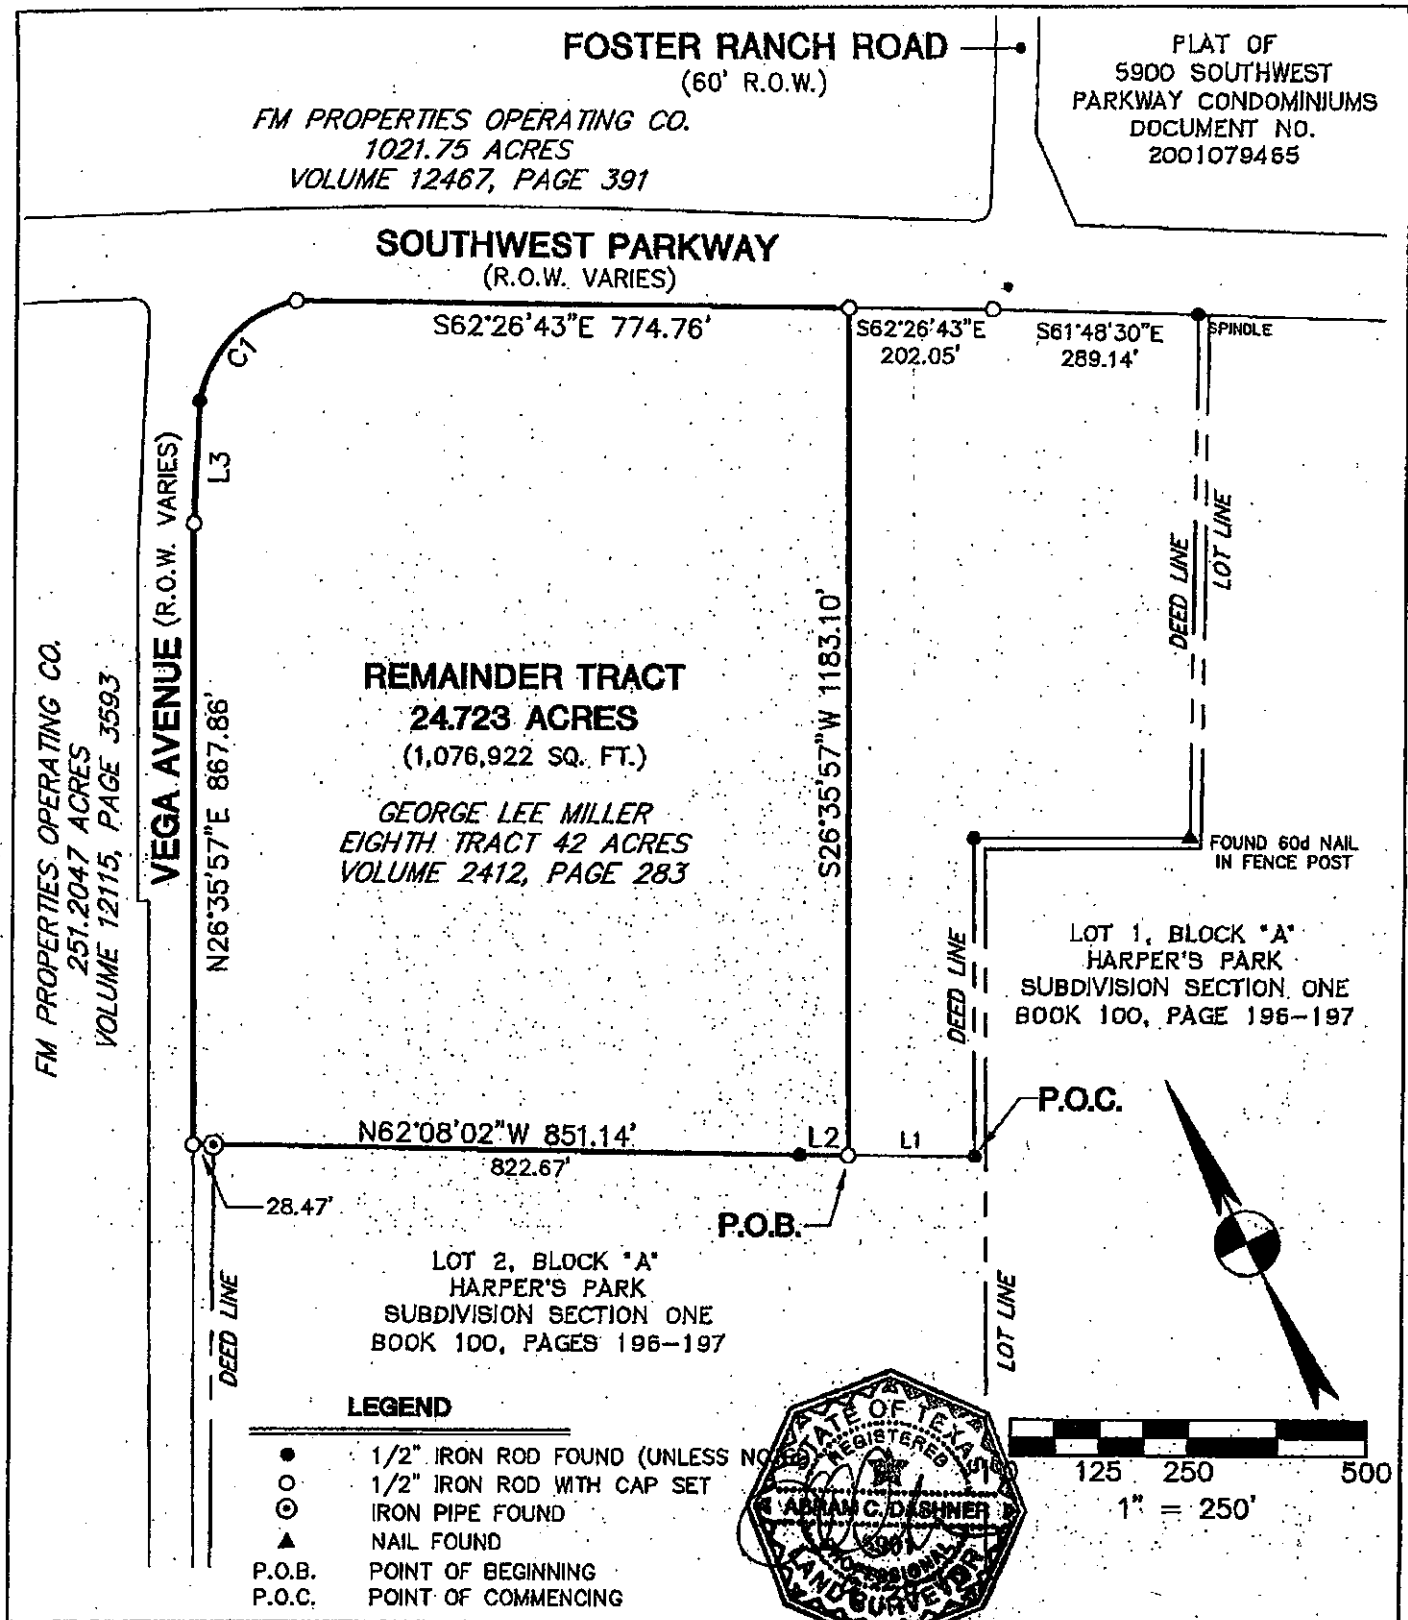 FOSTER RANCH ROAD
(60' R.O.W.)
PLAT OF
5900 SOUTHWEST
PARKWAY CONDOMINIUMS
DOCUMENT NO.
2001079465
FM PROPERTIES OPERATING CO.
1021.75 ACRES
VOLUME 12467, PAGE 391
SOUTHWEST PARKWAY
(R.O.W. VARIES)
S62°26'43"E 774.76'
S62°26'43"E
202.05'
S61°48'30"E
289.14'
SPINDLE
C1
L3
VEGA AVENUE (R.O.W. VARIES)
FM PROPERTIES OPERATING CO.
251.2047 ACRES
VOLUME 12115, PAGE 3593
N26°35'57"E 867.86'
REMAINDER TRACT
24.723 ACRES
(1,076,922 SQ. FT.)
GEORGE LEE MILLER
EIGHTH TRACT 42 ACRES
VOLUME 2412, PAGE 283
S26°35'57"W 1183.10'
DEED LINE
LOT LINE
FOUND 60d NAIL
IN FENCE POST
DEED LINE
LOT 1, BLOCK "A"
HARPER'S PARK
SUBDIVISION SECTION ONE
BOOK 100, PAGE 196-197
P.O.C.
N62°08'02"W 851.14'
822.67'
L2
L1
28.47'
P.O.B.
LOT 2, BLOCK "A"
HARPER'S PARK
SUBDIVISION SECTION ONE
BOOK 100, PAGES 196-197
DEED LINE
LOT LINE
LEGEND
1/2" IRON ROD FOUND (UNLESS
1/2" IRON ROD WITH CAP SET
IRON PIPE FOUND
NAIL FOUND
P.O.B. POINT OF BEGINNING
P.O.C. POINT OF COMMENCING
STATE OF TEXAS
REGISTERED
ABRAM C. DASHNER
5901
PROFESSIONAL
LAND SURVEYOR
125 250 500
1" = 250'